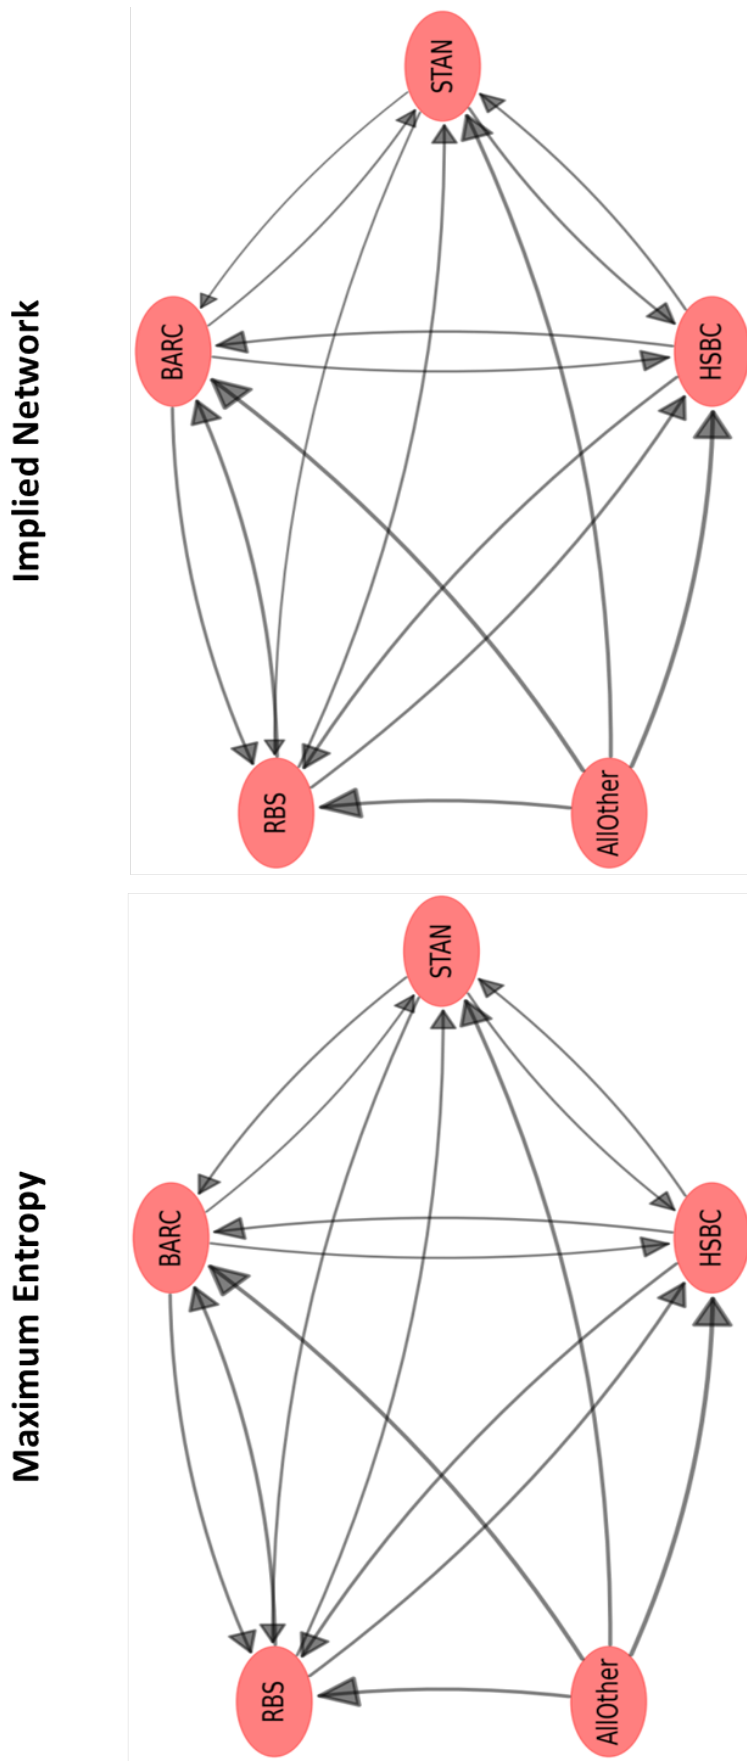 Maximum Entropy
Implied Network
RBS
BARC
STAN
AllOther
HSBC
RBS
BARC
STAN
AllOther
HSBC